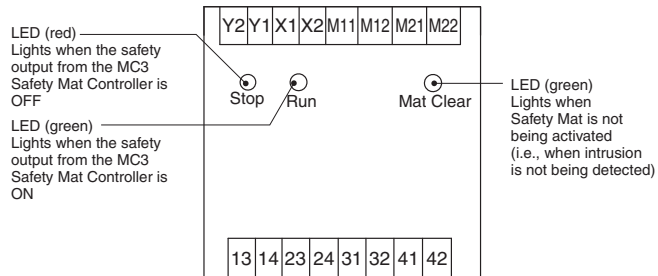 Y2 Y1 X1 X2 M11 M12 M21 M22
LED (red)
Lights when the safety
output from the MC3
Safety Mat Controller is
OFF
Stop
Run
Mat Clear
LED (green)
Lights when
Safety Mat is not
being activated
(i.e., when intrusion
is not being detected)
LED (green)
Lights when the safety
output from the MC3
Safety Mat Controller is
ON
13 14 23 24 31 32 41 42